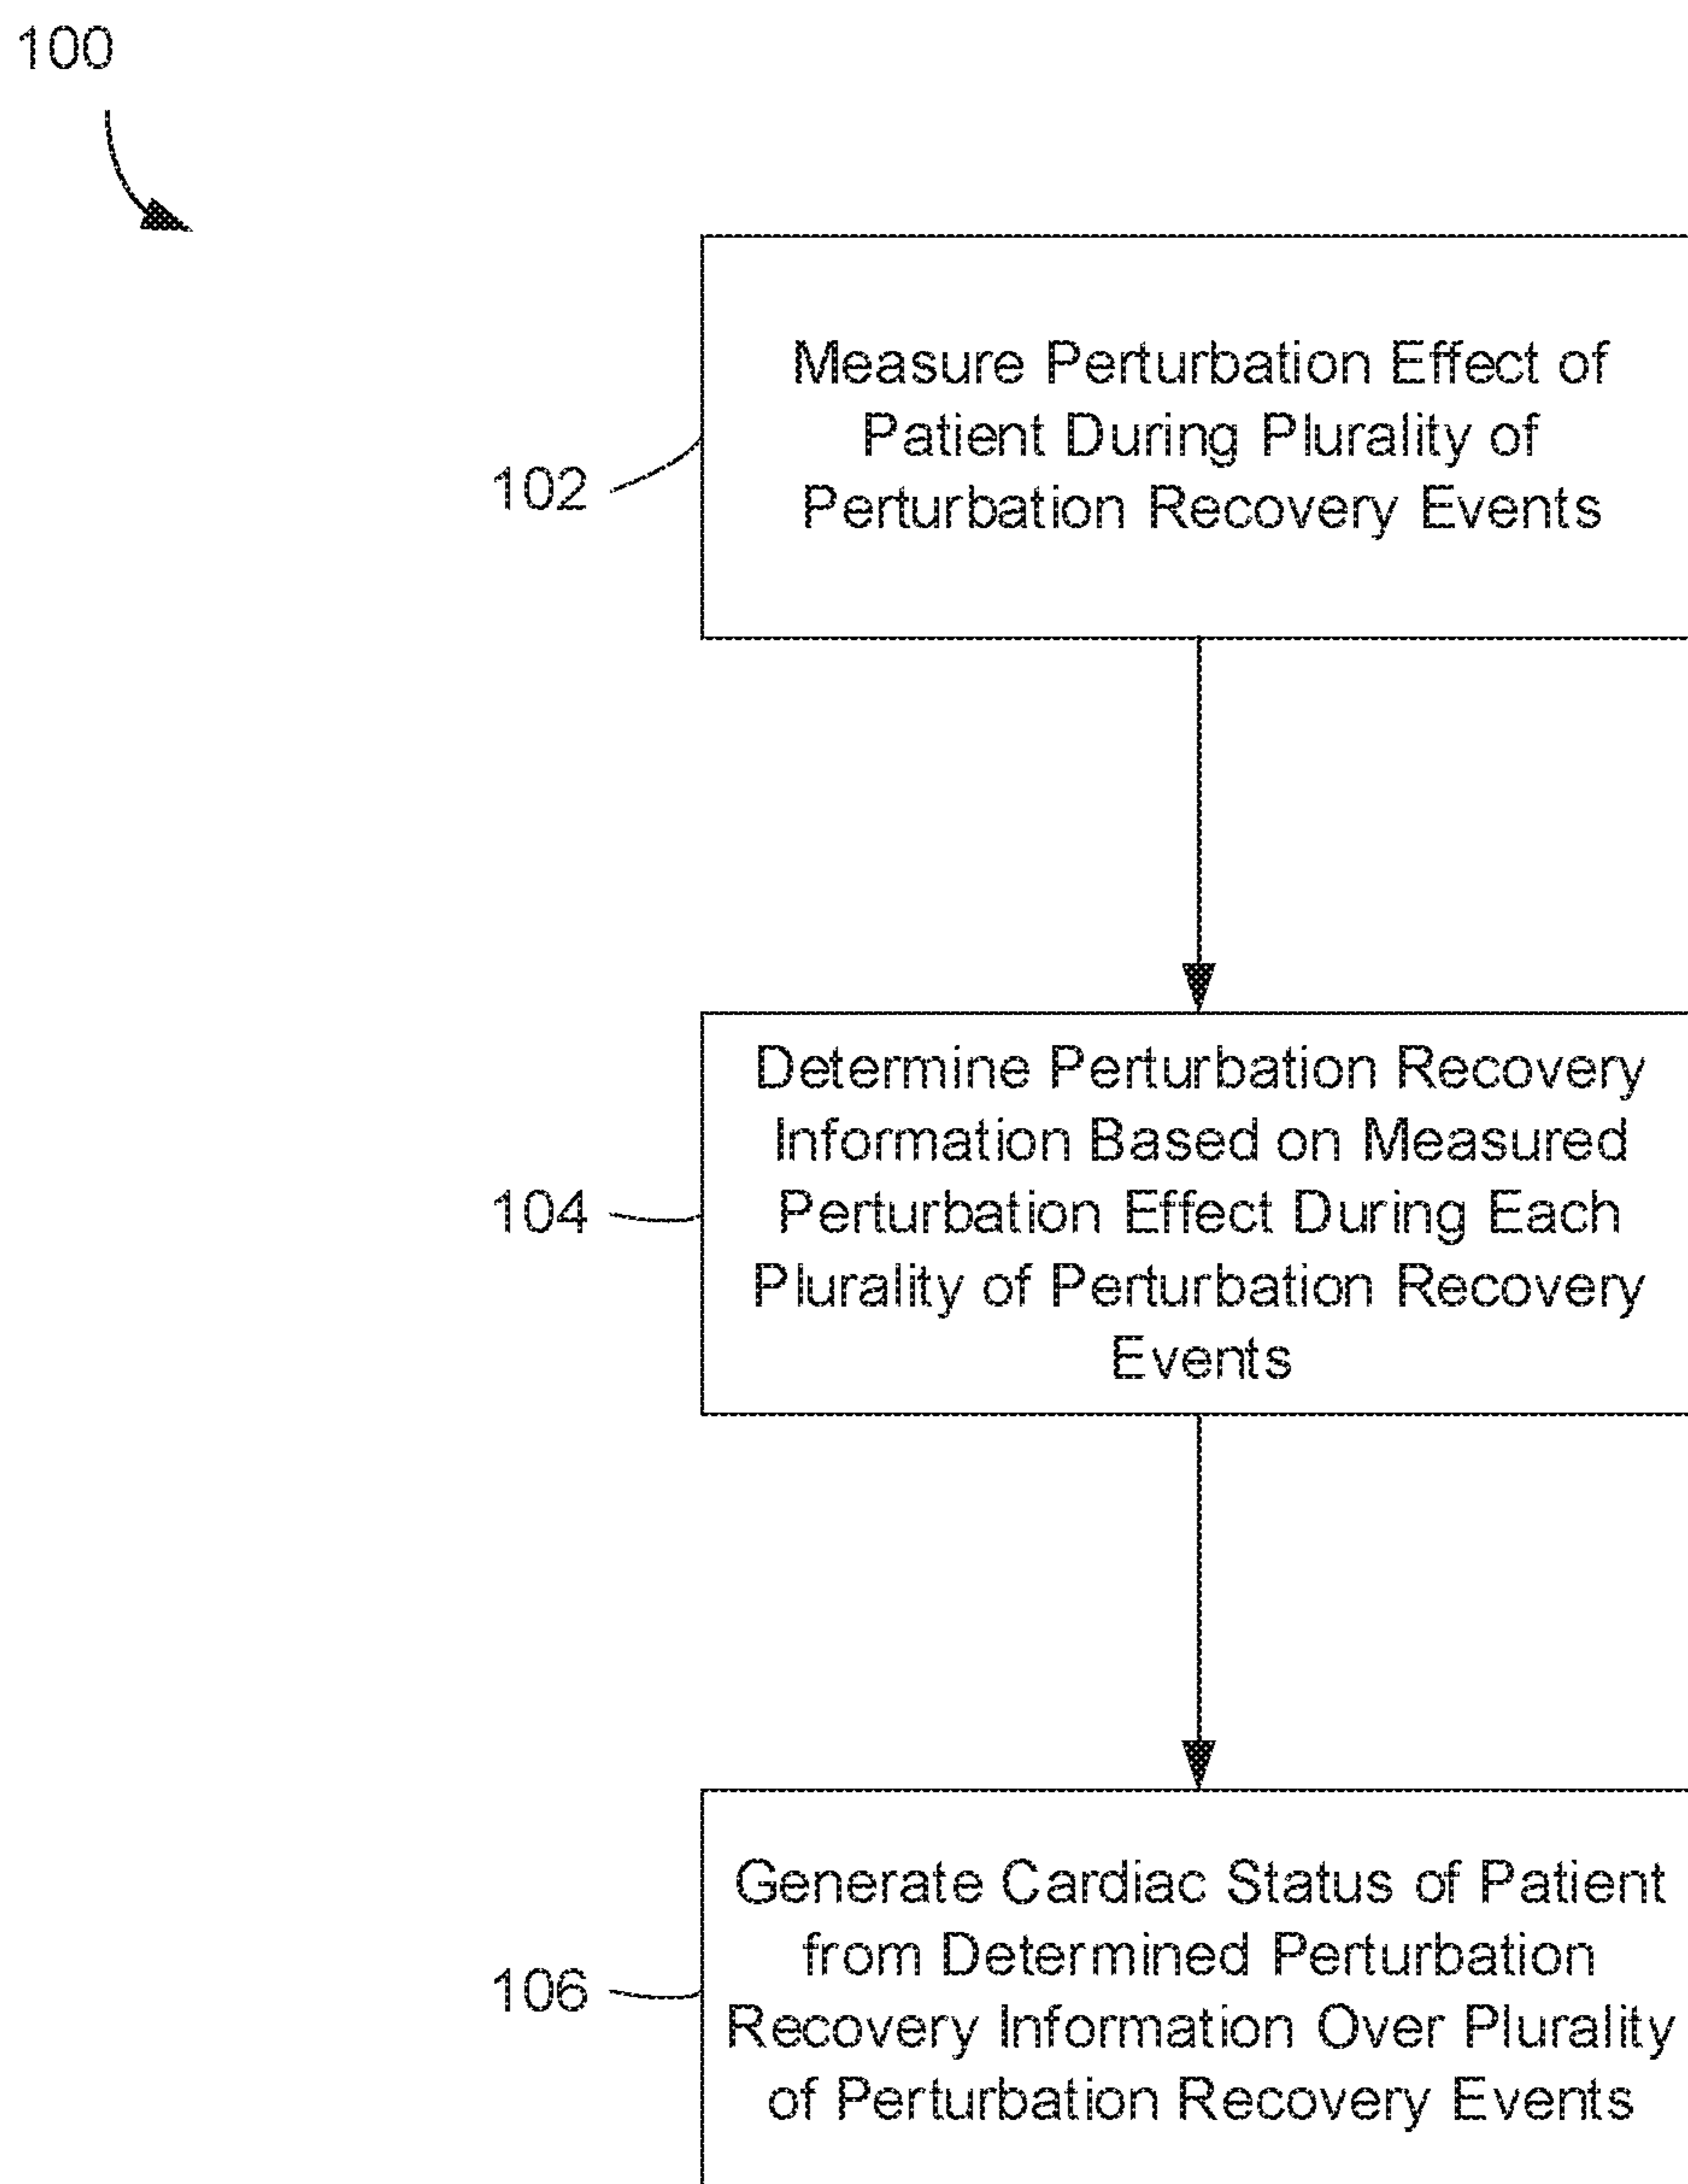 100
Measure Perturbation Effect of
Patient During Plurality of
Perturbation Recovery Events
102
Determine Perturbation Recovery
Information Based on Measured
Perturbation Effect During Each
Plurality of Perturbation Recovery
Events
104
Generate Cardiac Status of Patient
from Determined Perturbation
Recovery Information Over Plurality
of Perturbation Recovery Events
106